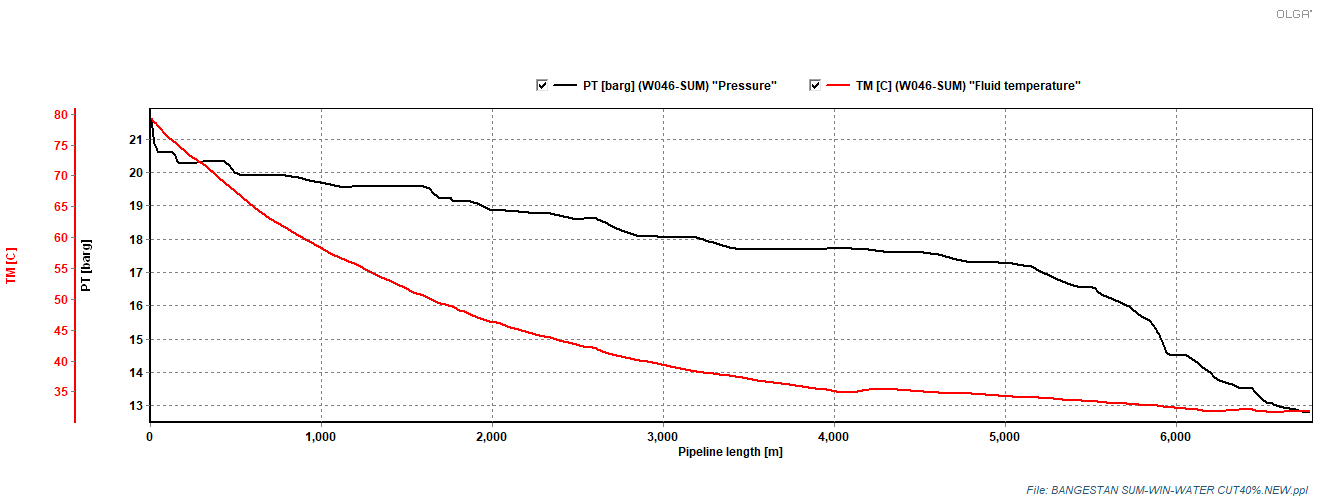 OLGA
PT [barg] (W046-SUM) "Pressure" TM [C] (W046-SUM) "Fluid temperature"
TM [C]
80
75
70
65
60
55
50
45
40
35
PT [barg]
21
20
19
18
17
16
15
14
13
0 1,000 2,000 3,000 4,000 5,000 6,000
Pipeline length [m]
File: BANGESTAN SUM-WIN-WATER CUT40%.NEW.ppl